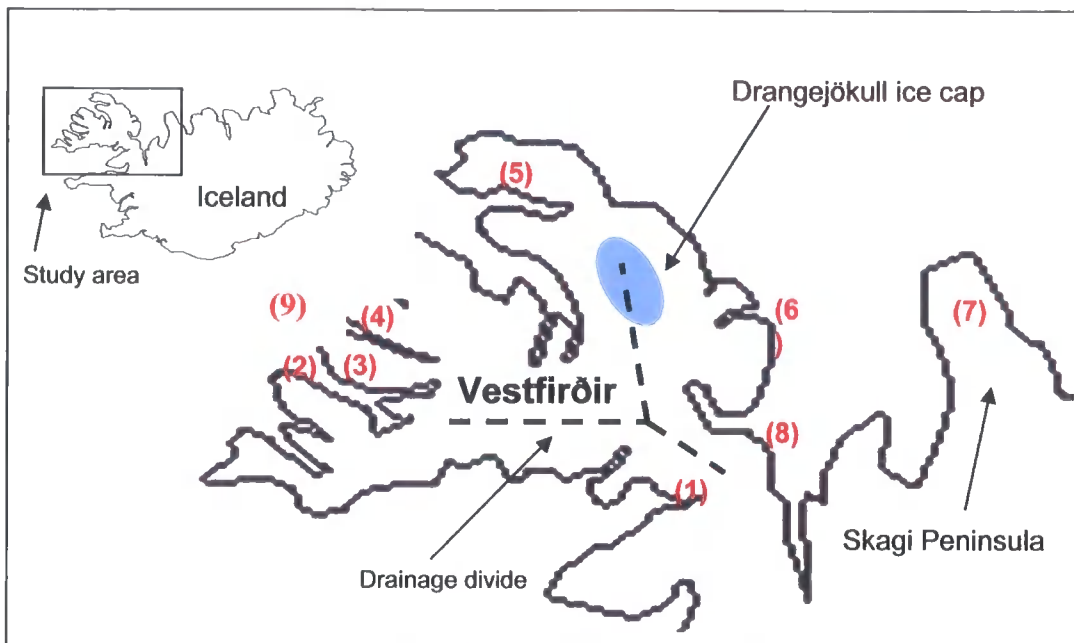 Drangejökull ice cap
Iceland
Study area
(5)
(9)
(4)
(6
)
(7)
(2)
(3)
Vestfirðir
(8)
(1)
Skagi Peninsula
Drainage divide